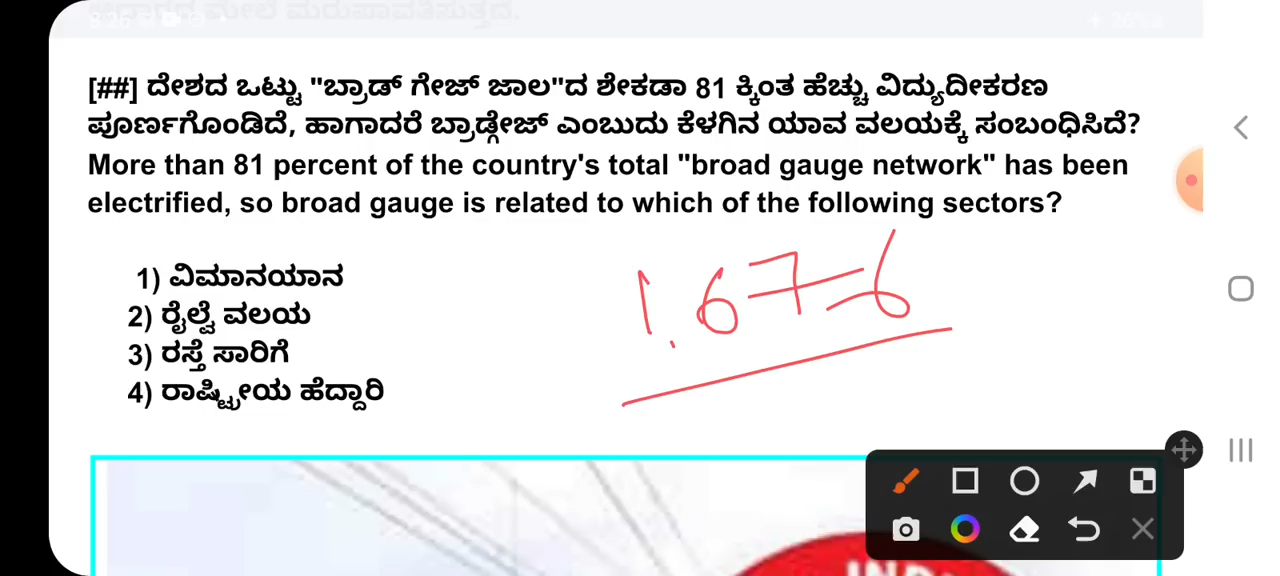 [##] ದೇಶದ ಒಟ್ಟು "ಬ್ರಾಡ್ ಗೇಜ್ ಜಾಲ"ದ ಶೇಕಡಾ 81 ಕ್ಕಿಂತ ಹೆಚ್ಚು ವಿದ್ಯುದೀಕರಣ
ಪೂರ್ಣಗೊಂಡಿದೆ, ಹಾಗಾದರೆ ಬ್ರಾಡ್ಗೇಜ್ ಎಂಬುದು ಕೆಳಗಿನ ಯಾವ ವಲಯಕ್ಕೆ ಸಂಬಂಧಿಸಿದೆ?
More than 81 percent of the country's total "broad gauge network" has been
electrified, so broad gauge is related to which of the following sectors?
1) ವಿಮಾನಯಾನ
2) ರೈಲ್ವೆ ವಲಯ
3) ರಸ್ತೆ ಸಾರಿಗೆ
4) ರಾಷ್ಟ್ರೀಯ ಹೆದ್ದಾರಿ
1.676